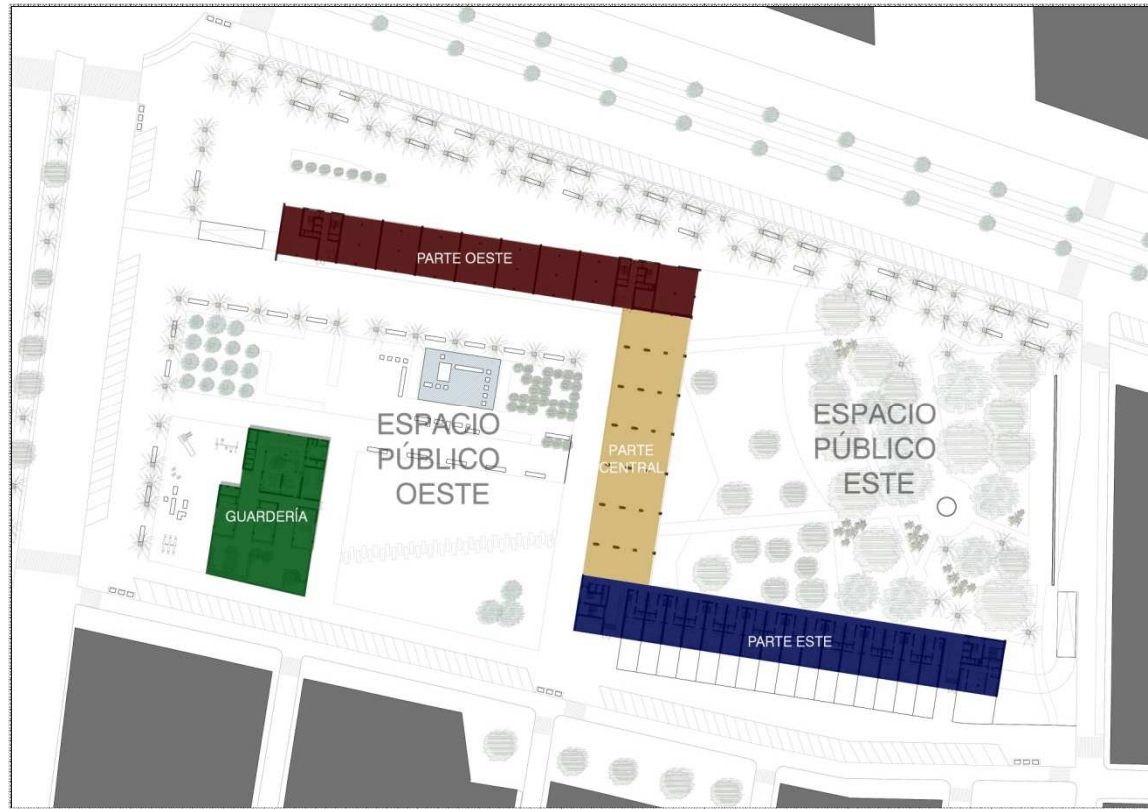 PARTE OESTE
ESPACIO
PÚBLICO
OESTE
PARTE
CENTRAL
ESPACIO
PÚBLICO
ESTE
GUARDERÍA
PARTE ESTE